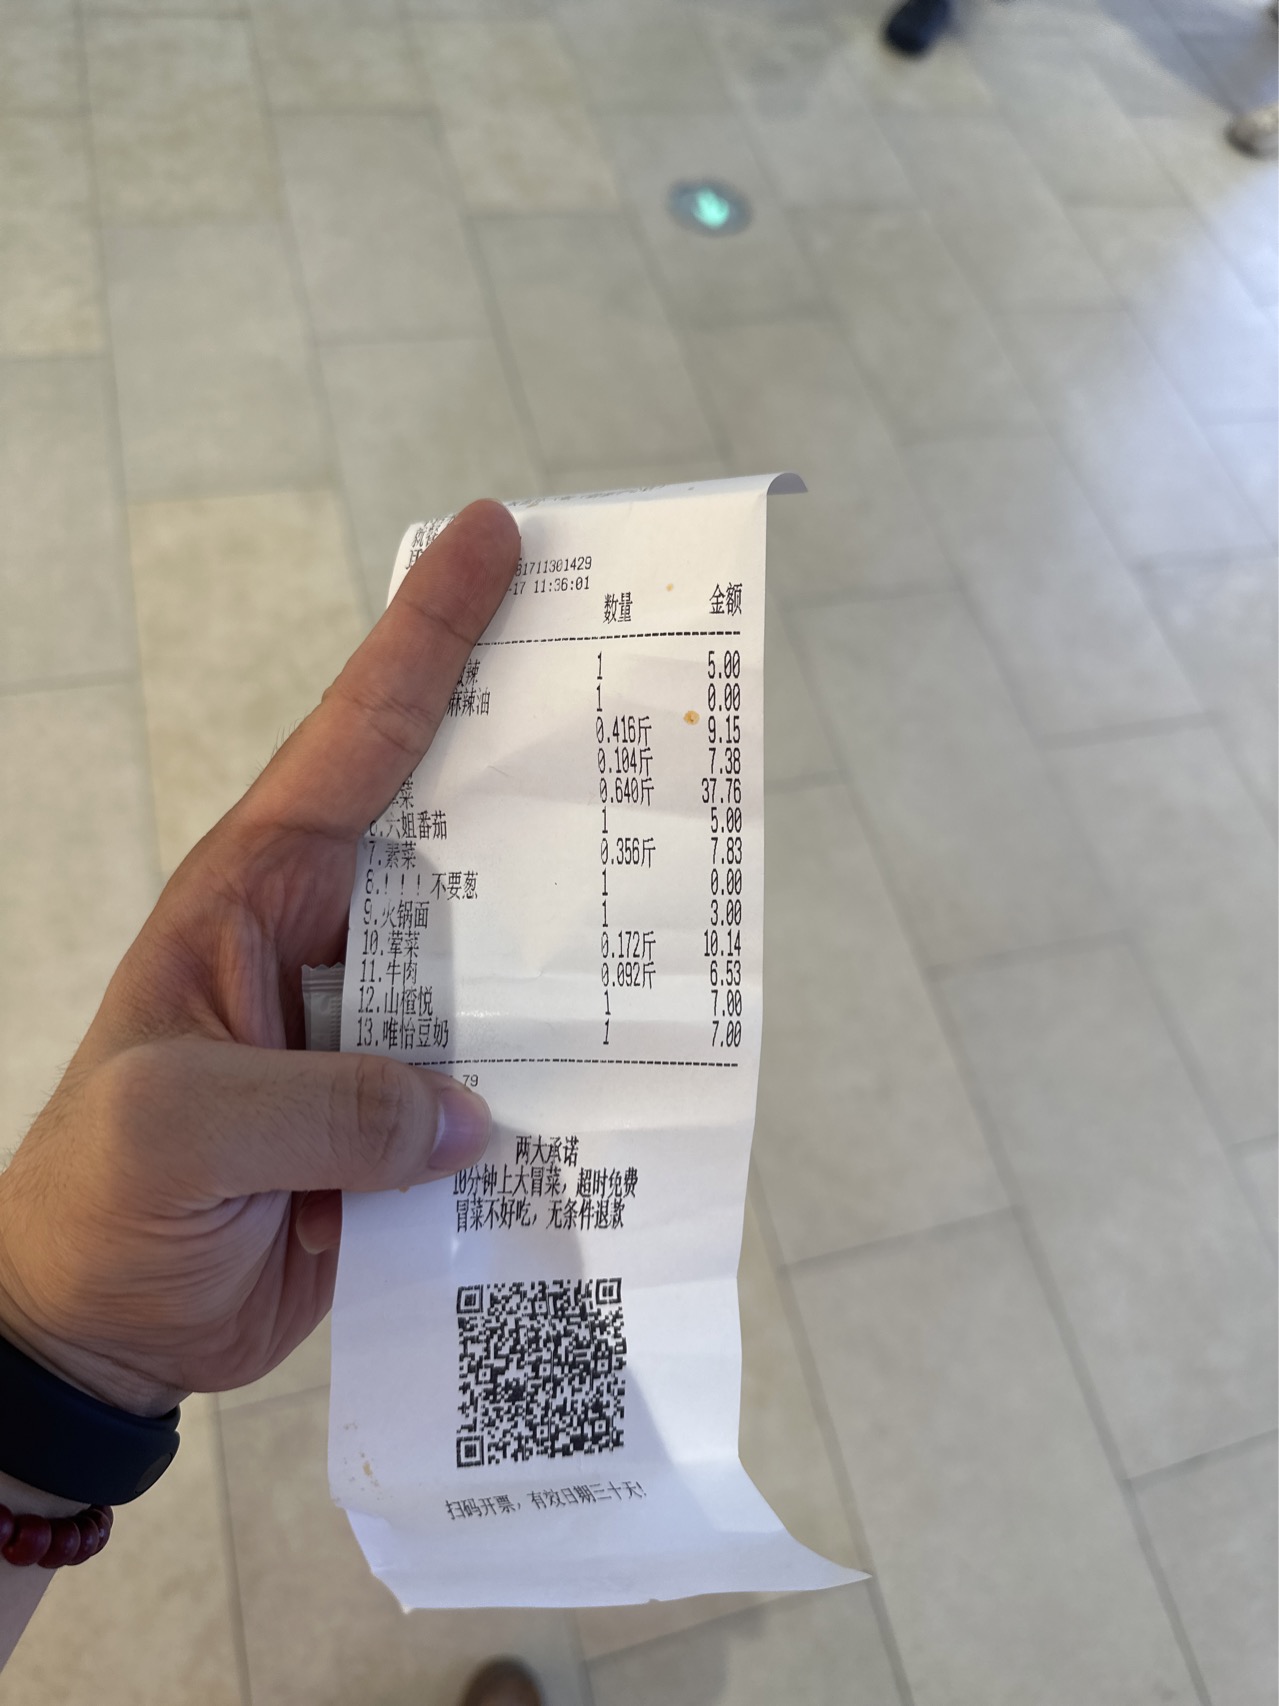 31711301429
-17 11:36:01
数量 金额
辣 1 5.00
麻辣油 1 0.00
0.416斤 9.15
0.104斤 7.38
菜 0.640斤 37.76
6.六姐番茄 1 5.00
7.素菜 0.356斤 7.83
8.!!!不要葱 1 0.00
9.火锅面 1 3.00
10.荤菜 0.172斤 10.14
11.牛肉 0.092斤 6.53
12.山楂悦 1 7.00
13.唯怡豆奶 1 7.00
79
两大承诺
10分钟上大冒菜，超时免费
冒菜不好吃，无条件退款
扫码开票，有效日期三十天!